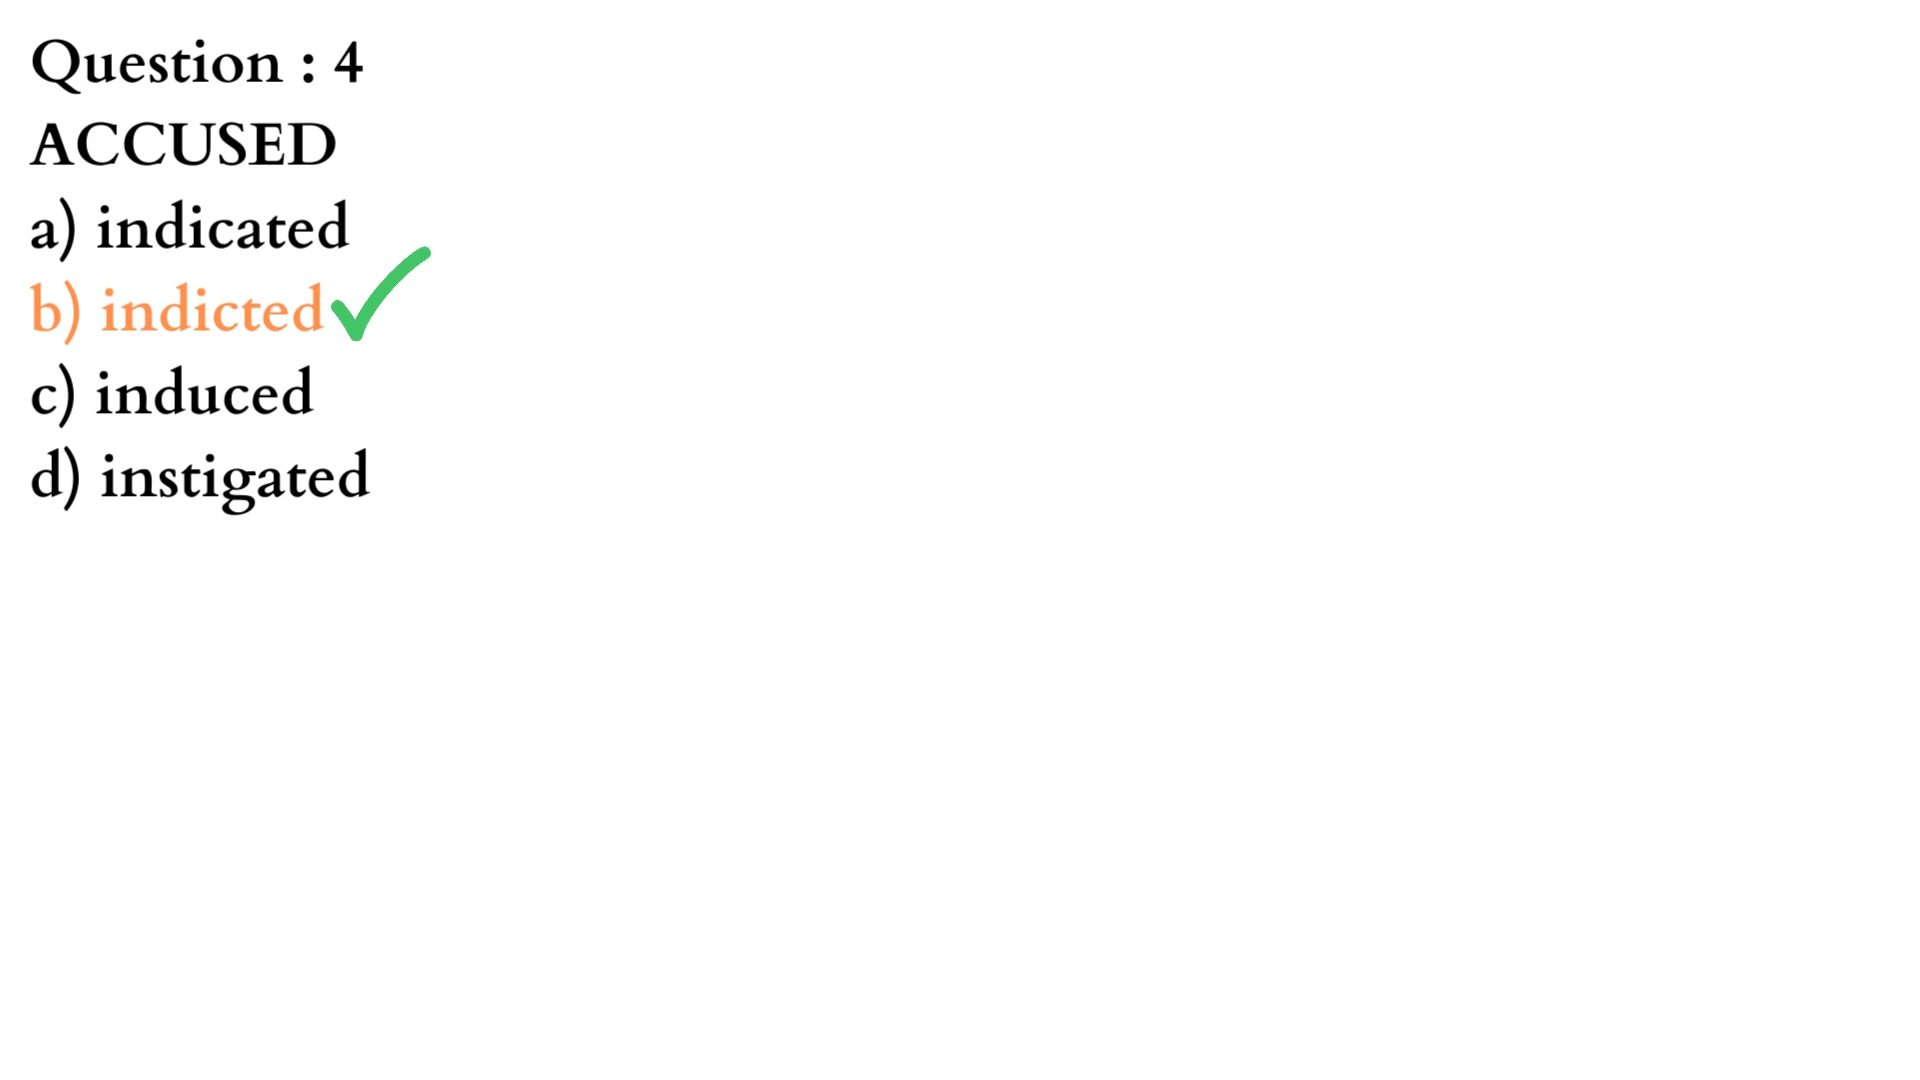 Question : 4
ACCUSED
a) indicated
b) indicted
c) induced
d) instigated